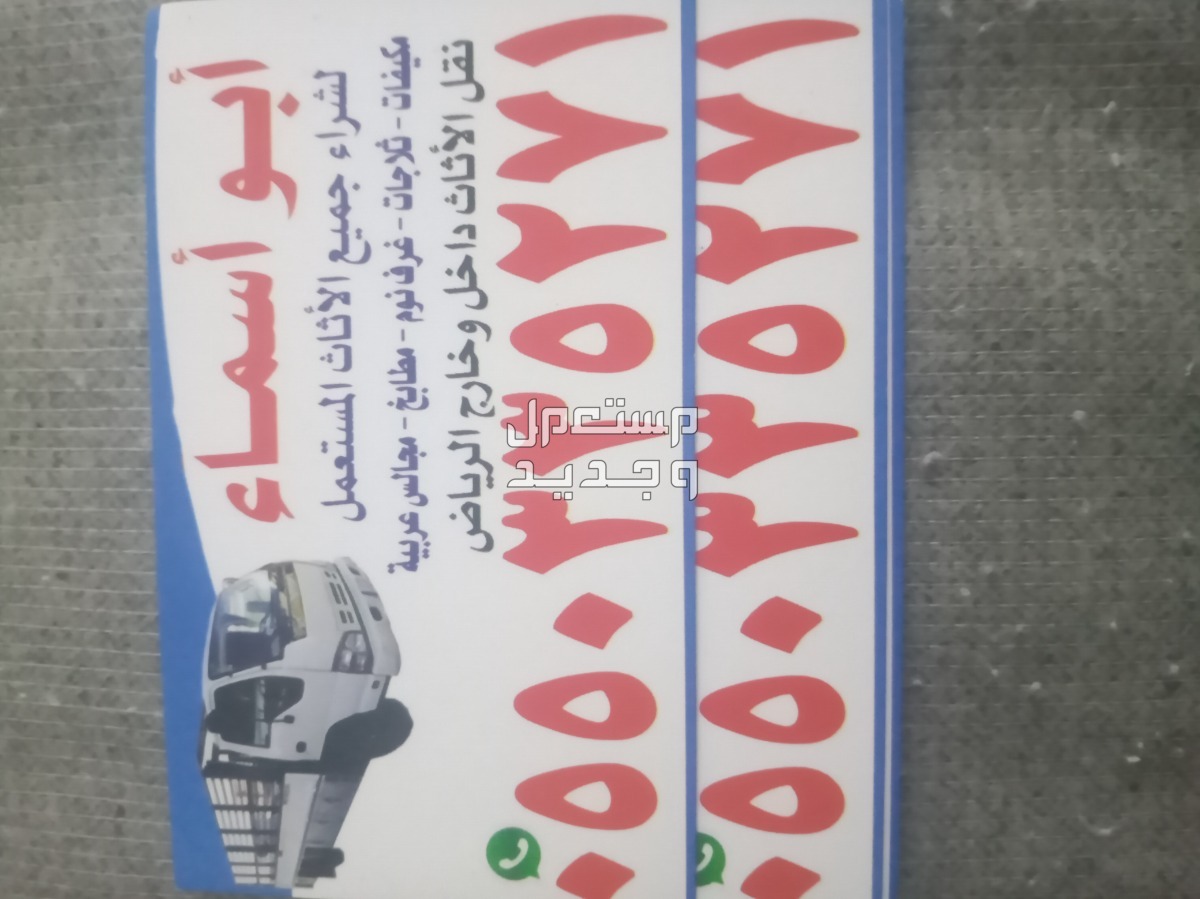 أبو أسماء
لشراء جميع الأثاث المستعمل
مكيفات - ثلاجات - غرف نوم - مطابخ - مجالس عربية
نقل الأثاث داخل وخارج الرياض
٠٥٥٠٣٣٥٢٧١
٠٥٥٠٣٣٥٢٧١
مستعمل
وجديد